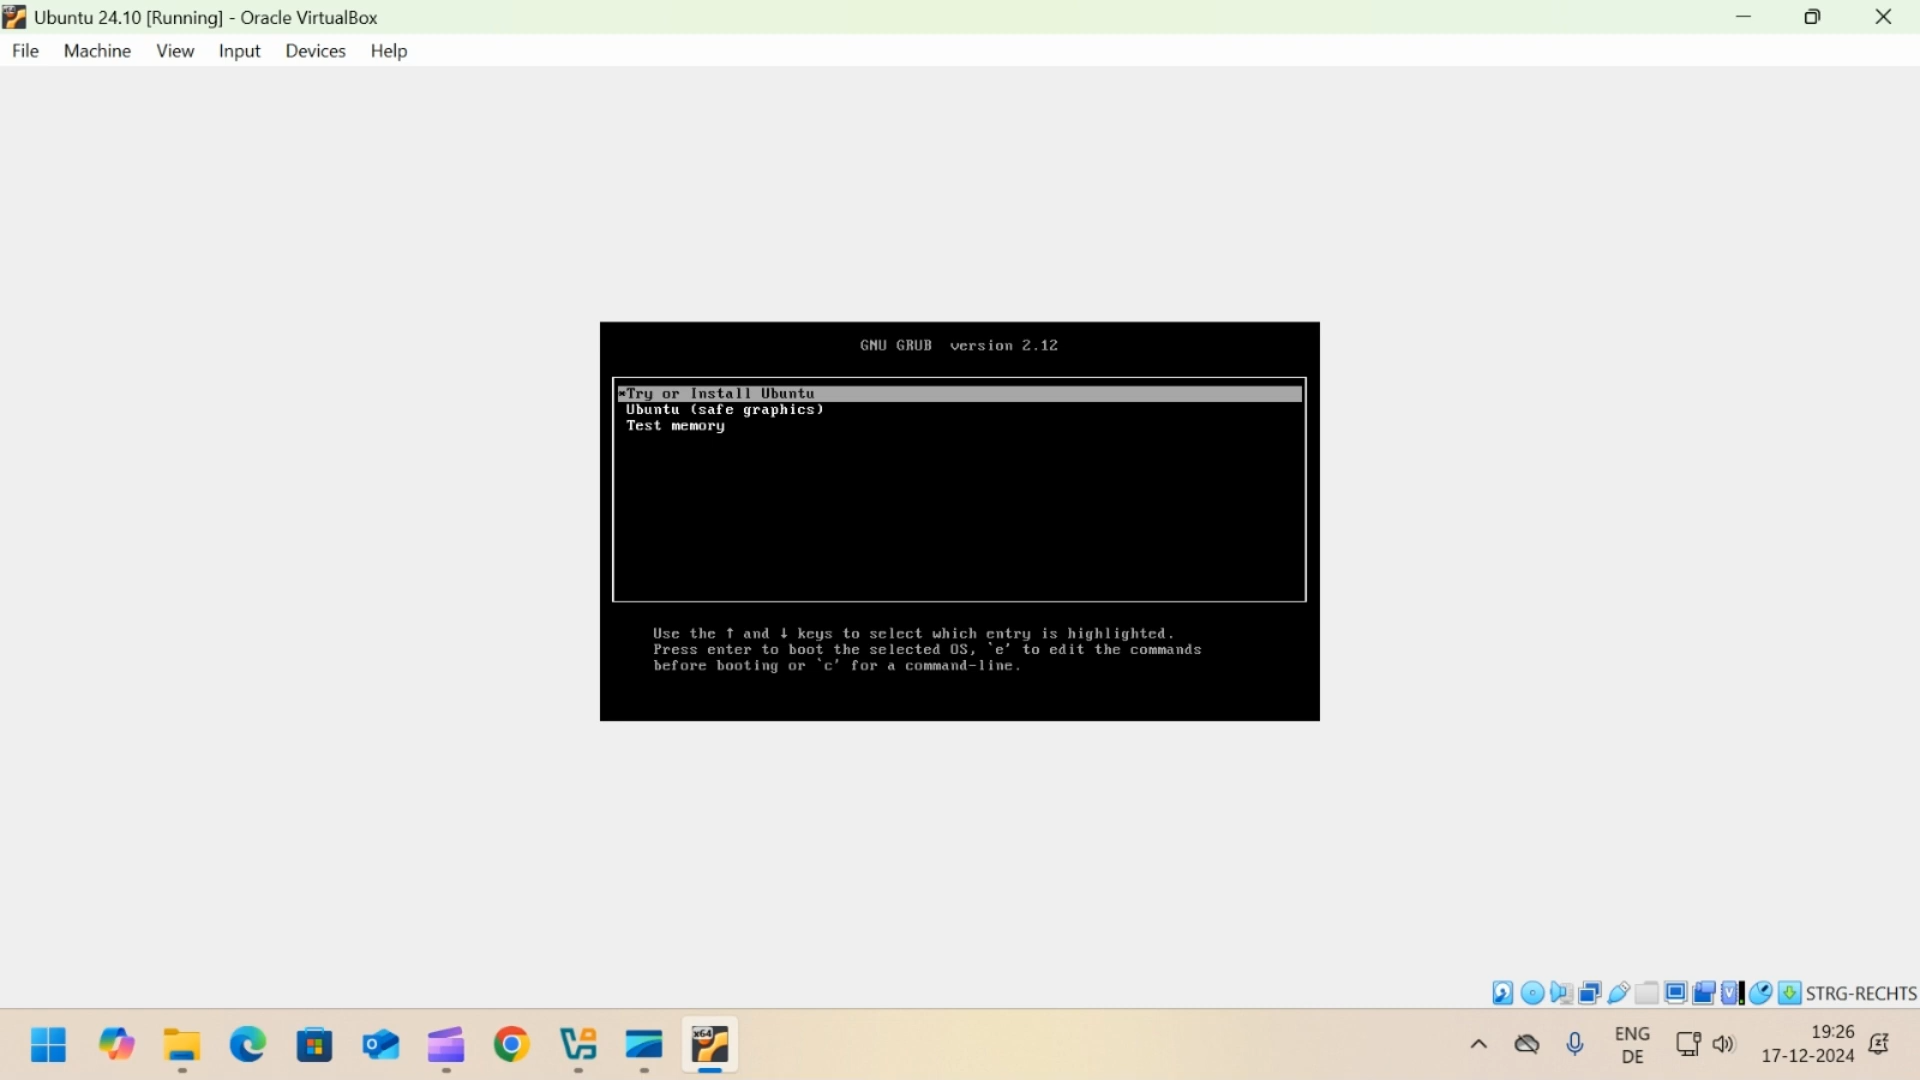 Ubuntu 24.10 [Running] - Oracle VirtualBox
File Machine View Input Devices Help
GNU GRUB version 2.12
*Try or Install Ubuntu
Ubuntu (safe graphics)
Test memory
Use the ↑ and ↓ keys to select which entry is highlighted.
Press enter to boot the selected OS, `e' to edit the commands
before booting or `c' for a command-line.
STRG-RECHTS
x64
ENG
DE
19:26
17-12-2024